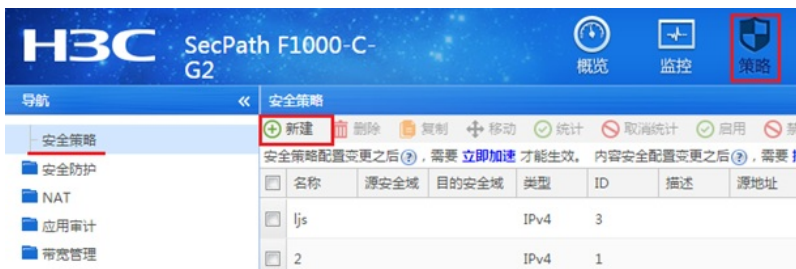 H3C SecPath F1000-C-G2
概览 监控 策略
导航 « 安全策略
安全策略
安全防护
NAT
应用审计
带宽管理
新建 删除 复制 移动 统计 取消统计 启用
安全策略配置变更之后?，需要 立即加速 才能生效。 内容安全配置变更之后?，需要
名称 源安全域 目的安全域 类型 ID 描述 源地址
ljs IPv4 3
2 IPv4 1